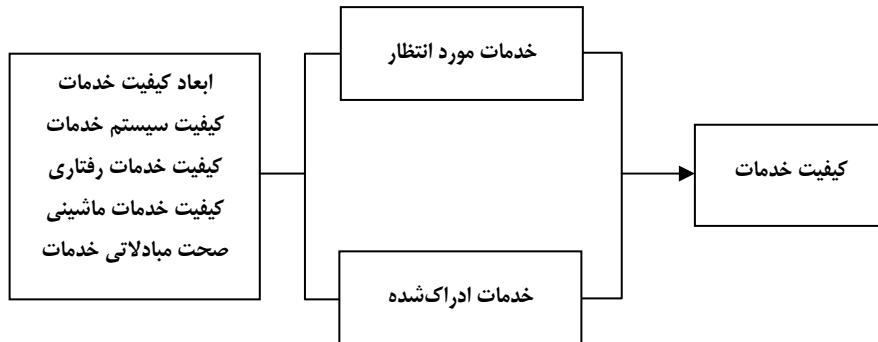 ابعاد کیفیت خدمات
کیفیت سیستم خدمات
کیفیت خدمات رفتاری
کیفیت خدمات ماشینی
صحت مبادلاتی خدمات
خدمات مورد انتظار
خدمات ادراک‌شده
کیفیت خدمات